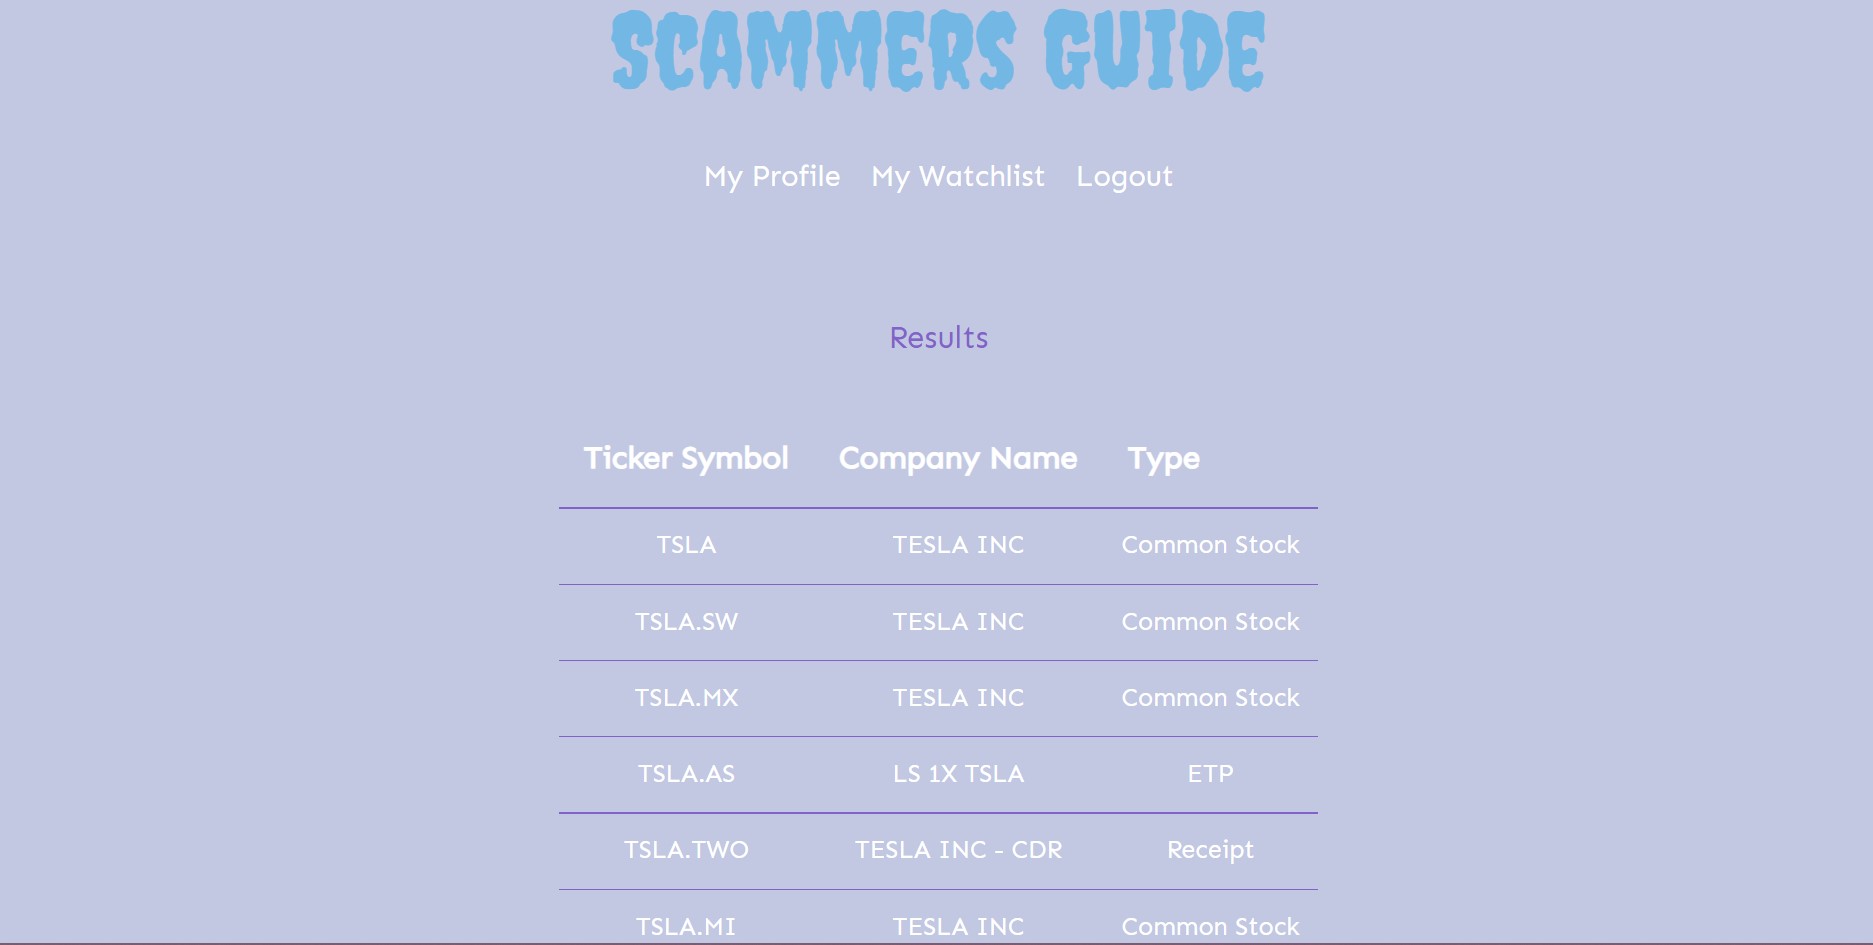 SCAMMERS GUIDE
My Profile My Watchlist Logout
Results
Ticker Symbol Company Name Type
TSLA TESLA INC Common Stock
TSLA.SW TESLA INC Common Stock
TSLA.MX TESLA INC Common Stock
TSLA.AS LS 1X TSLA ETP
TSLA.TWO TESLA INC - CDR Receipt
TSLA.MI TESLA INC Common Stock